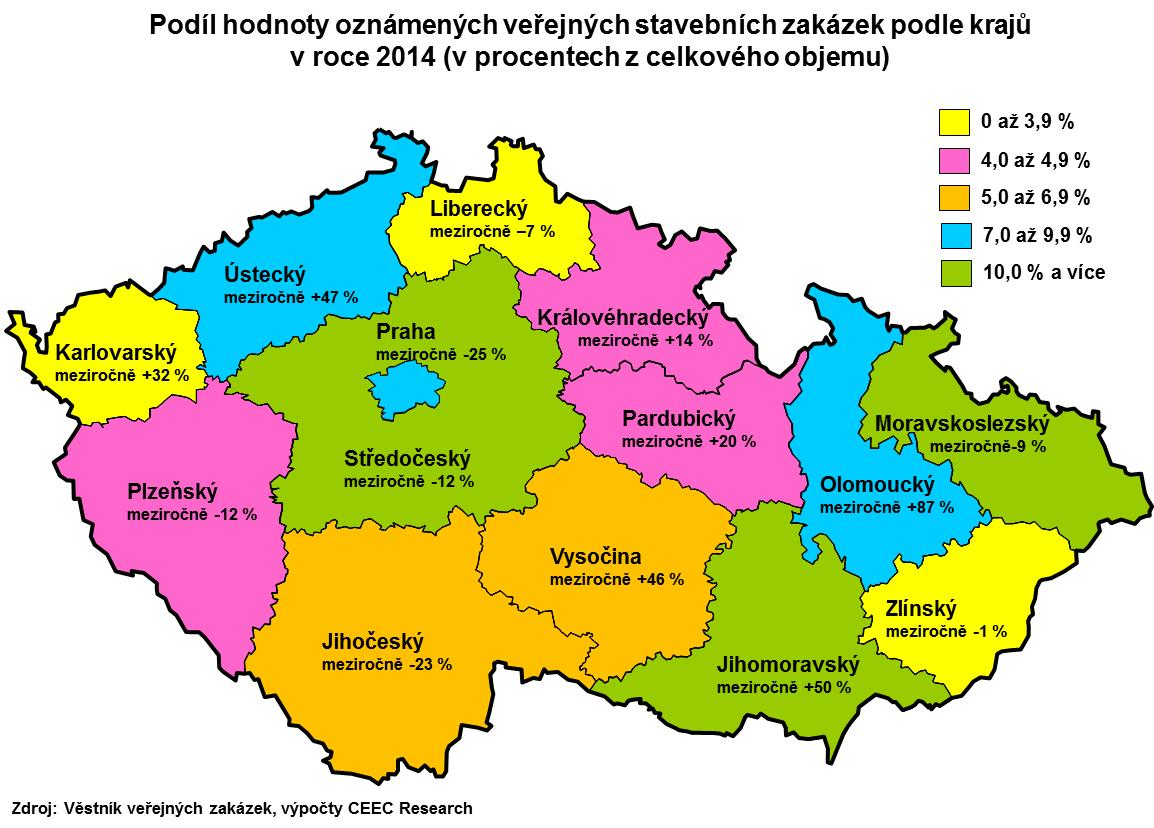 Podíl hodnoty oznámených veřejných stavebních zakázek podle krajů
v roce 2014 (v procentech z celkového objemu)
0 až 3,9 %
4,0 až 4,9 %
5,0 až 6,9 %
7,0 až 9,9 %
10,0 % a více
Liberecký
meziročně –7 %
Ústecký
meziročně +47 %
Královéhradecký
meziročně +14 %
Praha
meziročně -25 %
Karlovarský
meziročně +32 %
Pardubický
meziročně +20 %
Moravskoslezský
meziročně-9 %
Středočeský
meziročně -12 %
Plzeňský
meziročně -12 %
Olomoucký
meziročně +87 %
Vysočina
meziročně +46 %
Zlínský
meziročně -1 %
Jihočeský
meziročně -23 %
Jihomoravský
meziročně +50 %
Zdroj: Věstník veřejných zakázek, výpočty CEEC Research